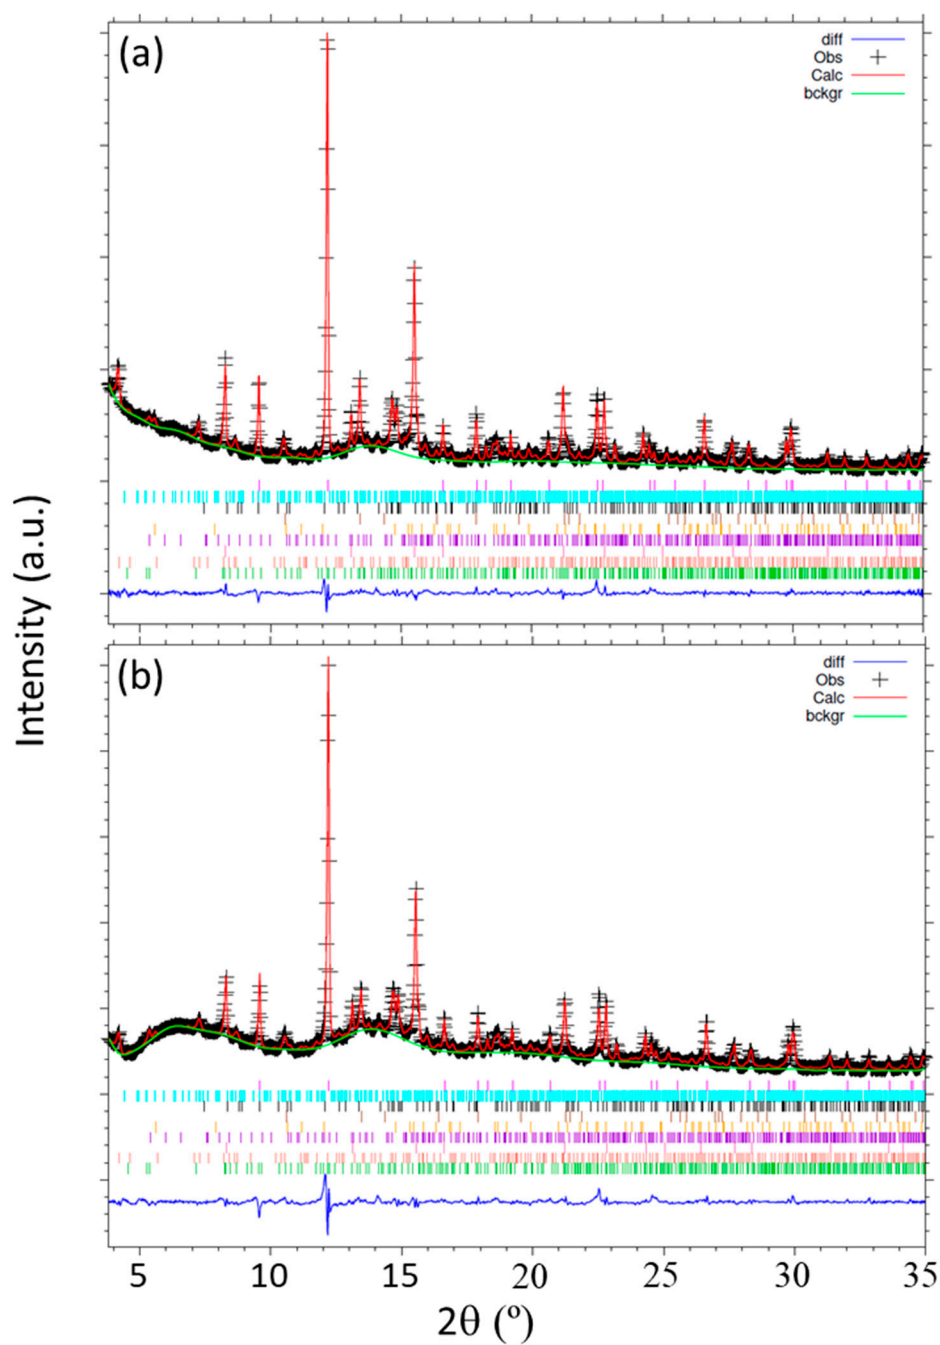 (a)
diff
Obs
Calc
bckgr
Intensity (a.u.)
(b)
diff
Obs
Calc
bckgr
5 10 15 20 25 30 35
2θ (º)